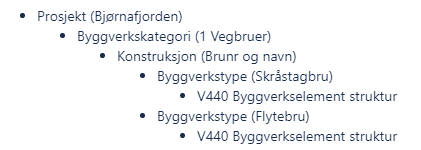 Prosjekt (Bjørnafjorden)
Byggverkskategori (1 Vegbruer)
Konstruksjon (Brunr og navn)
Byggverkstype (Skråstagbru)
V440 Byggverkselement struktur
Byggverkstype (Flytebru)
V440 Byggverkselement struktur